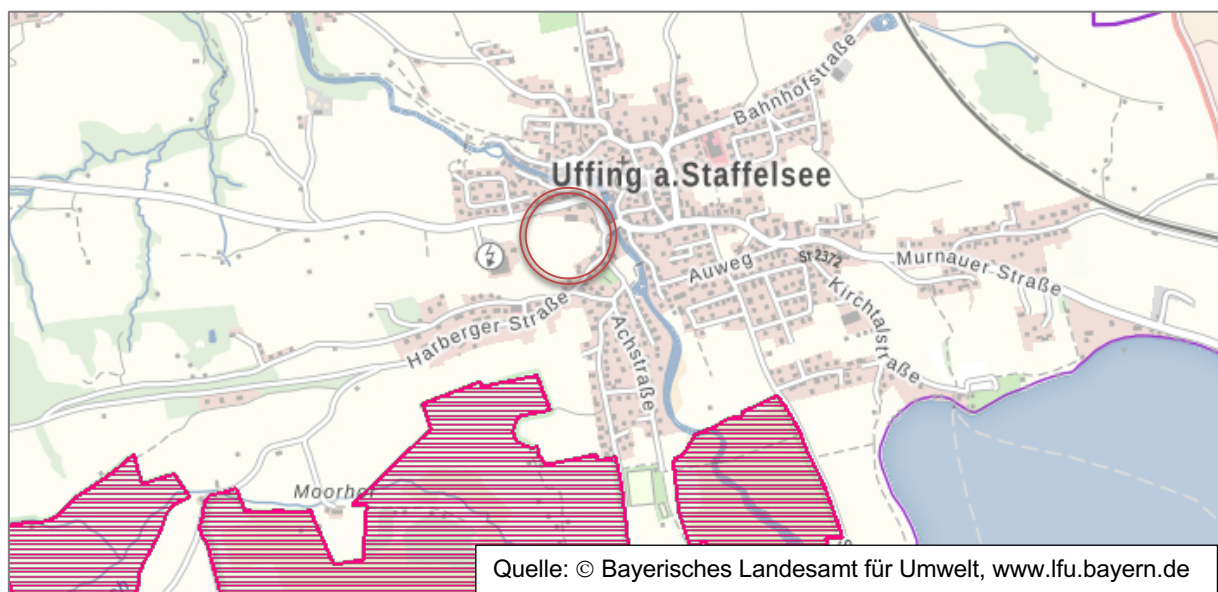 Bahnhofstraße
Uffing a.Staffelsee
St 2372
Murnauer Straße
Auweg
Kirchtalstraße
Harberger Straße
Achstraße
Moorhof
Quelle: © Bayerisches Landesamt für Umwelt, www.lfu.bayern.de